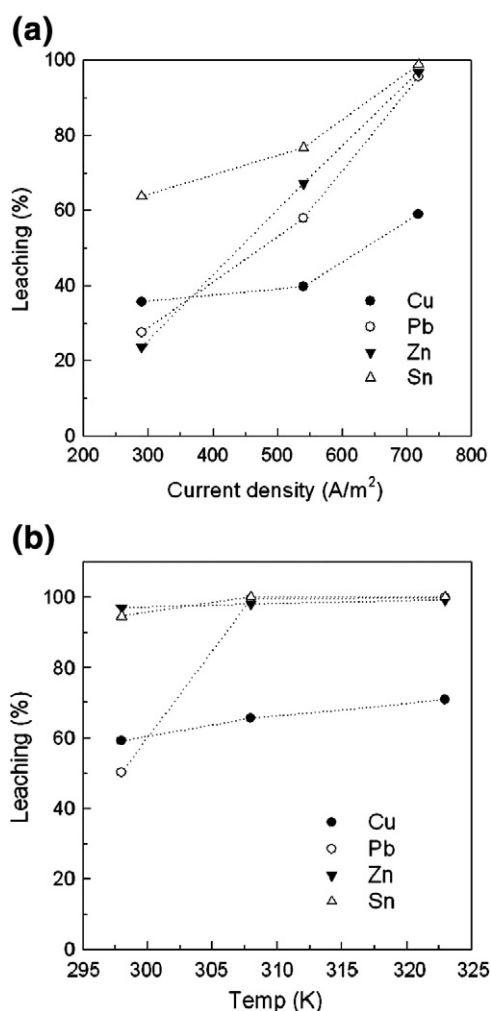 (a)
100
80
60
40
20
0
Leaching (%)
Cu
Pb
Zn
Sn
200 300 400 500 600 700 800
Current density (A/m²)
(b)
100
80
60
40
20
0
Leaching (%)
Cu
Pb
Zn
Sn
295 300 305 310 315 320 325
Temp (K)